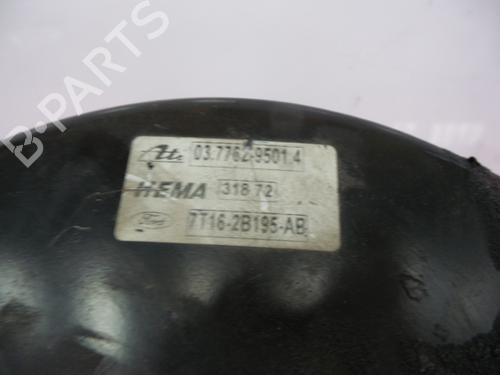 B-PARTS
Ate 03.7762-9501.4
HEMA 318 72
Ford 7T16-2B195-AB